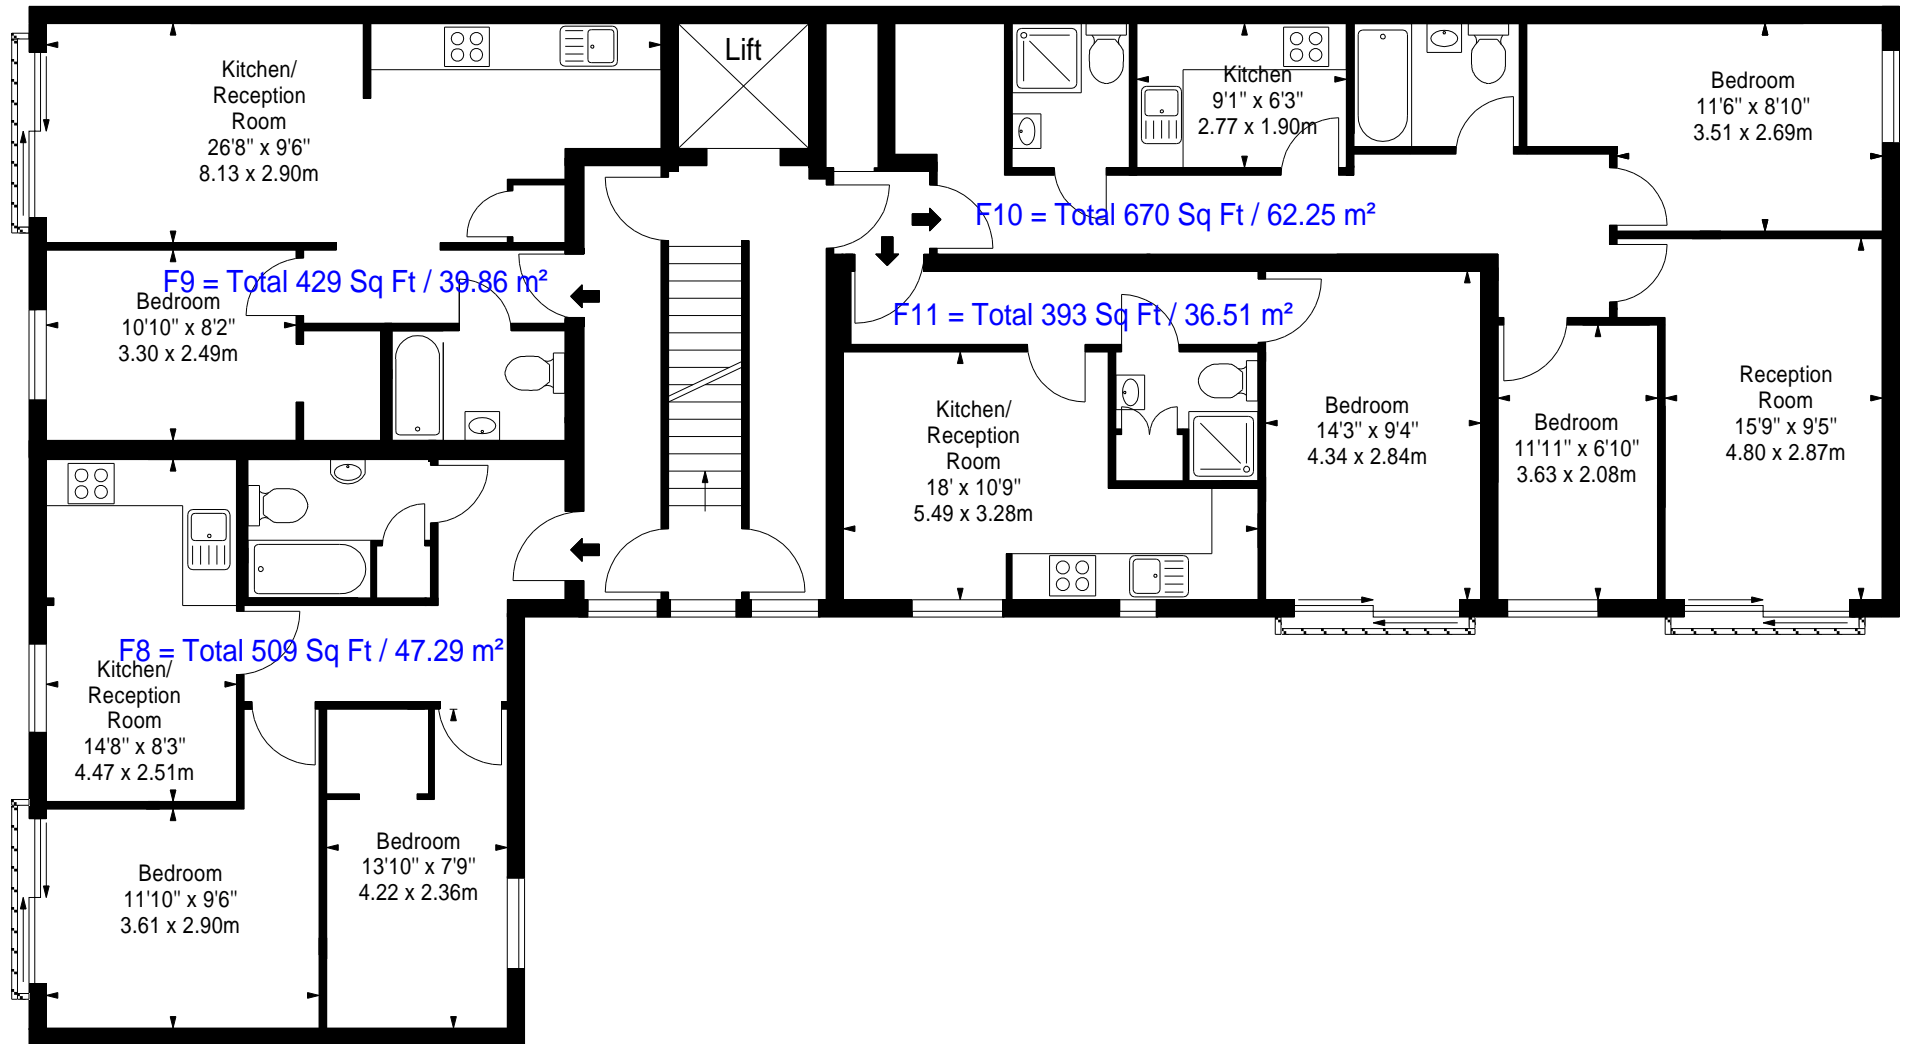 Lift
Kitchen/
Reception
Room
26'8" x 9'6"
8.13 x 2.90m
Kitchen
9'1" x 6'3"
2.77 x 1.90m
Bedroom
11'6" x 8'10"
3.51 x 2.69m
F10 = Total 670 Sq Ft / 62.25 m²
F9 = Total 429 Sq Ft / 39.86 m²
Bedroom
10'10" x 8'2"
3.30 x 2.49m
F11 = Total 393 Sq Ft / 36.51 m²
Kitchen/
Reception
Room
18' x 10'9"
5.49 x 3.28m
Bedroom
14'3" x 9'4"
4.34 x 2.84m
Bedroom
11'11" x 6'10"
3.63 x 2.08m
Reception
Room
15'9" x 9'5"
4.80 x 2.87m
F8 = Total 509 Sq Ft / 47.29 m²
Kitchen/
Reception
Room
14'8" x 8'3"
4.47 x 2.51m
Bedroom
11'10" x 9'6"
3.61 x 2.90m
Bedroom
13'10" x 7'9"
4.22 x 2.36m